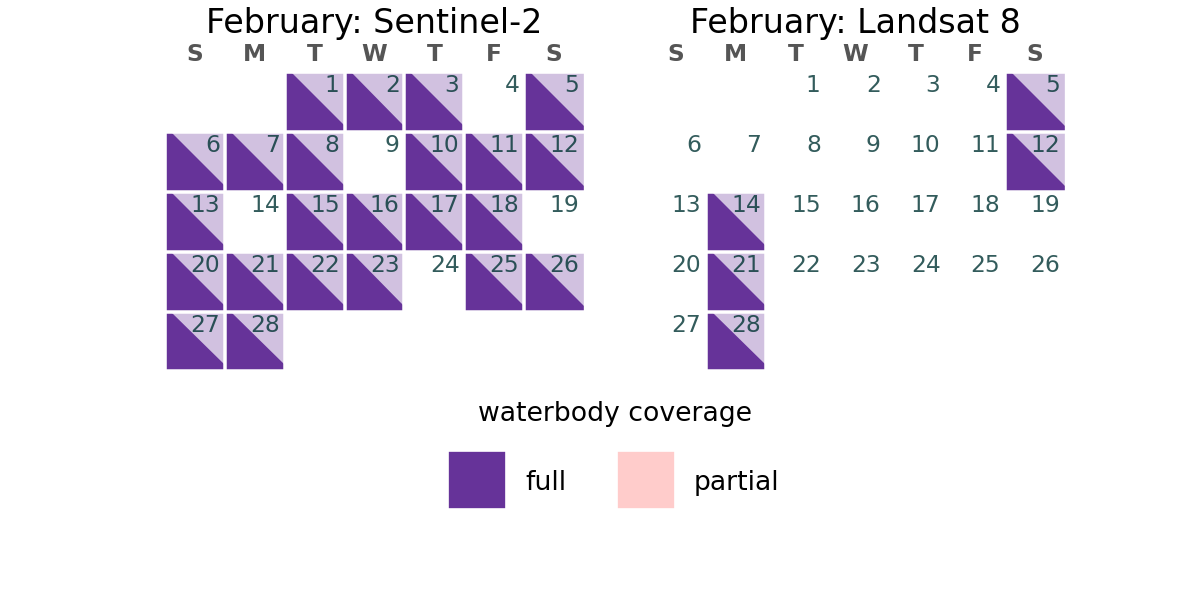 February: Sentinel-2
S M T W T F S
1 2 3 4 5
6 7 8 9 10 11 12
13 14 15 16 17 18 19
20 21 22 23 24 25 26
27 28
February: Landsat 8
S M T W T F S
1 2 3 4 5
6 7 8 9 10 11 12
13 14 15 16 17 18 19
20 21 22 23 24 25 26
27 28
waterbody coverage
full partial